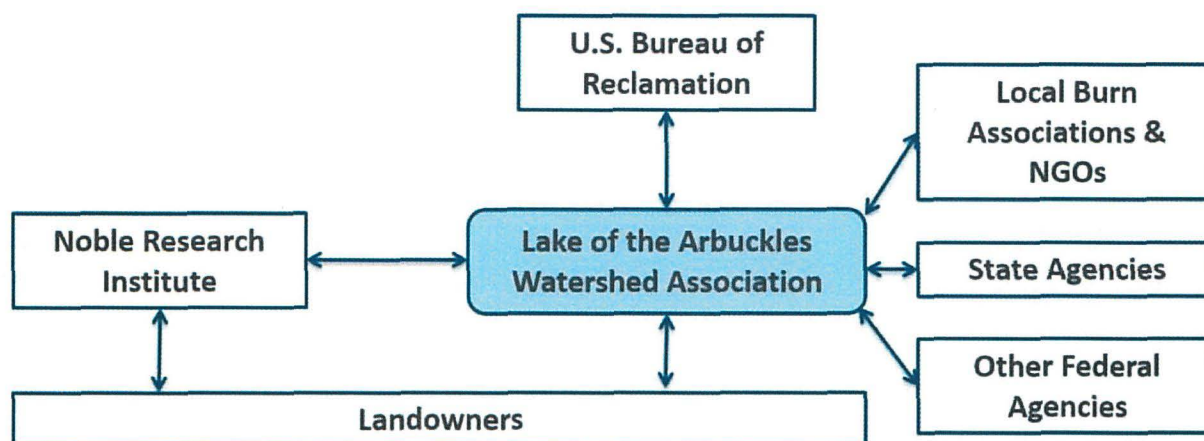 U.S. Bureau of
Reclamation
Local Burn
Associations &
NGOs
Noble Research
Institute
Lake of the Arbuckles
Watershed Association
State Agencies
Other Federal
Agencies
Landowners